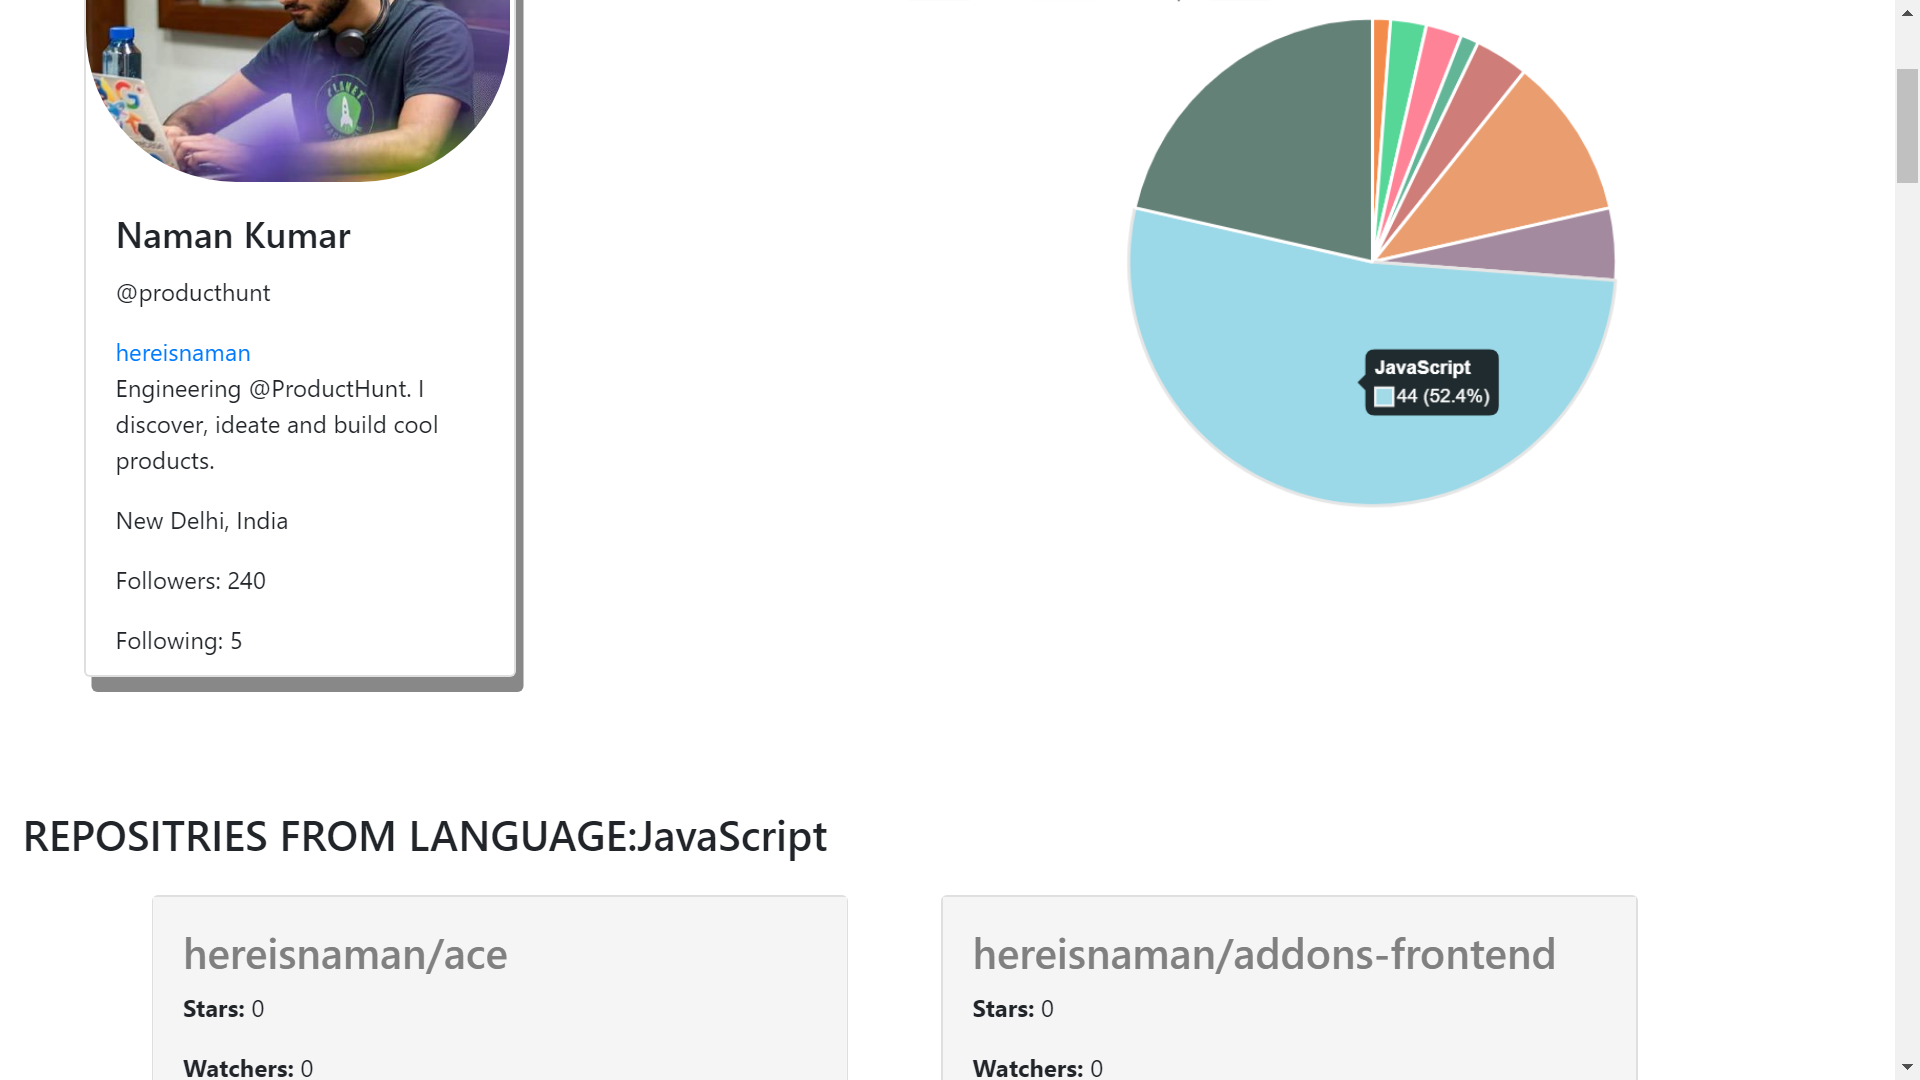 Naman Kumar
@producthunt
hereisnaman
Engineering @ProductHunt. I
discover, ideate and build cool
products.
New Delhi, India
Followers: 240
Following: 5
JavaScript
44 (52.4%)
REPOSITRIES FROM LANGUAGE:JavaScript
hereisnaman/ace
Stars: 0
Watchers: 0
hereisnaman/addons-frontend
Stars: 0
Watchers: 0